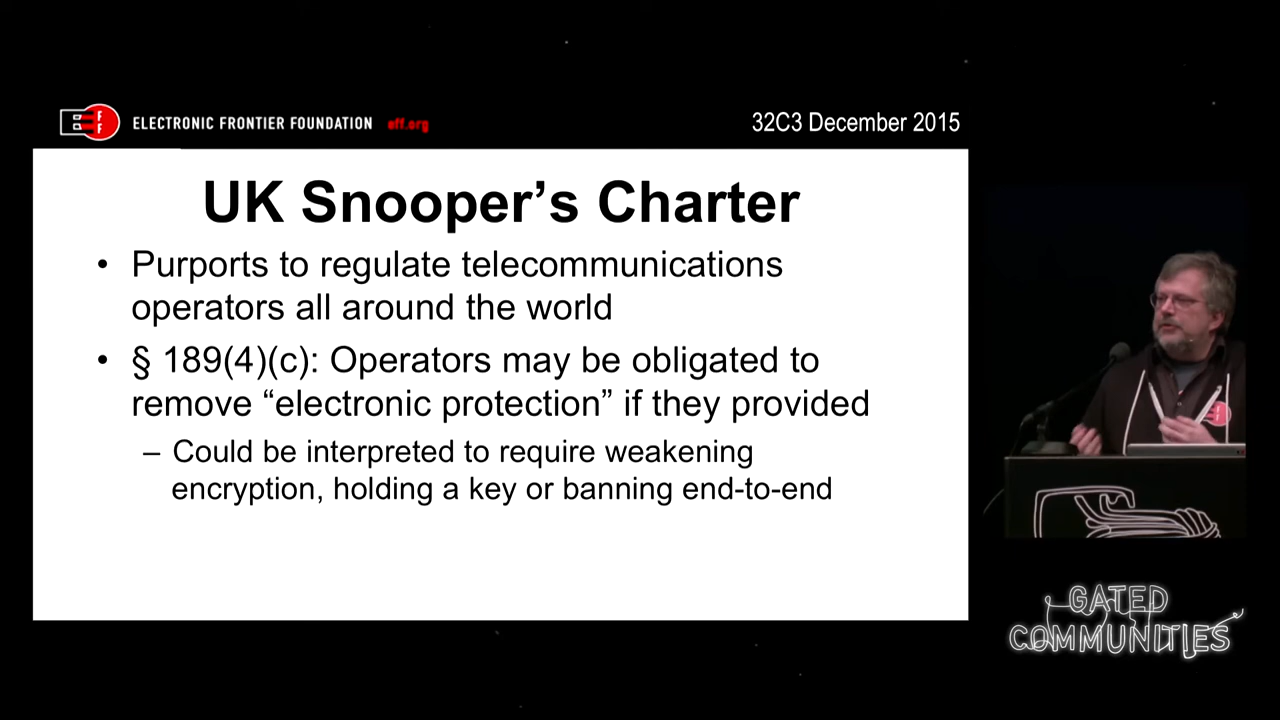 ELECTRONIC FRONTIER FOUNDATION eff.org
32C3 December 2015
UK Snooper’s Charter
• Purports to regulate telecommunications
operators all around the world
• § 189(4)(c): Operators may be obligated to
remove “electronic protection” if they provided
– Could be interpreted to require weakening
encryption, holding a key or banning end-to-end
GATED
COMMUNITIES